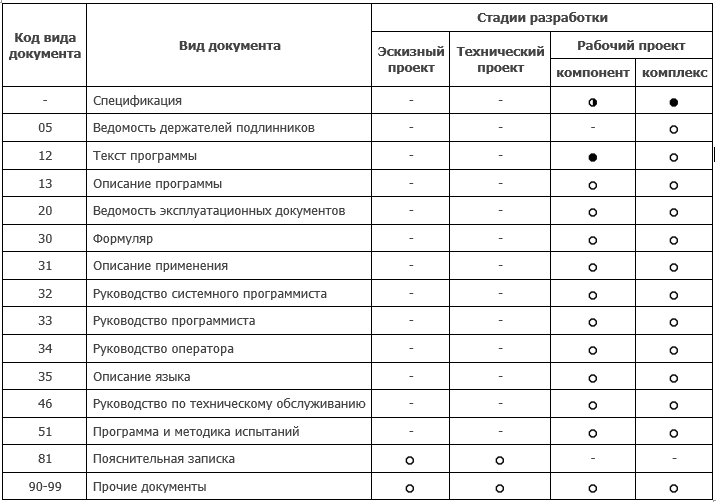 Код вида документа | Вид документа | Стадии разработки
Эскизный проект | Технический проект | Рабочий проект
компонент | комплекс
- | Спецификация | - | - | ◑ | ●
05 | Ведомость держателей подлинников | - | - | - | ○
12 | Текст программы | - | - | ● | ○
13 | Описание программы | - | - | ○ | ○
20 | Ведомость эксплуатационных документов | - | - | ○ | ○
30 | Формуляр | - | - | ○ | ○
31 | Описание применения | - | - | ○ | ○
32 | Руководство системного программиста | - | - | ○ | ○
33 | Руководство программиста | - | - | ○ | ○
34 | Руководство оператора | - | - | ○ | ○
35 | Описание языка | - | - | ○ | ○
46 | Руководство по техническому обслуживанию | - | - | ○ | ○
51 | Программа и методика испытаний | - | - | ○ | ○
81 | Пояснительная записка | ○ | ○ | - | -
90-99 | Прочие документы | ○ | ○ | ○ | ○